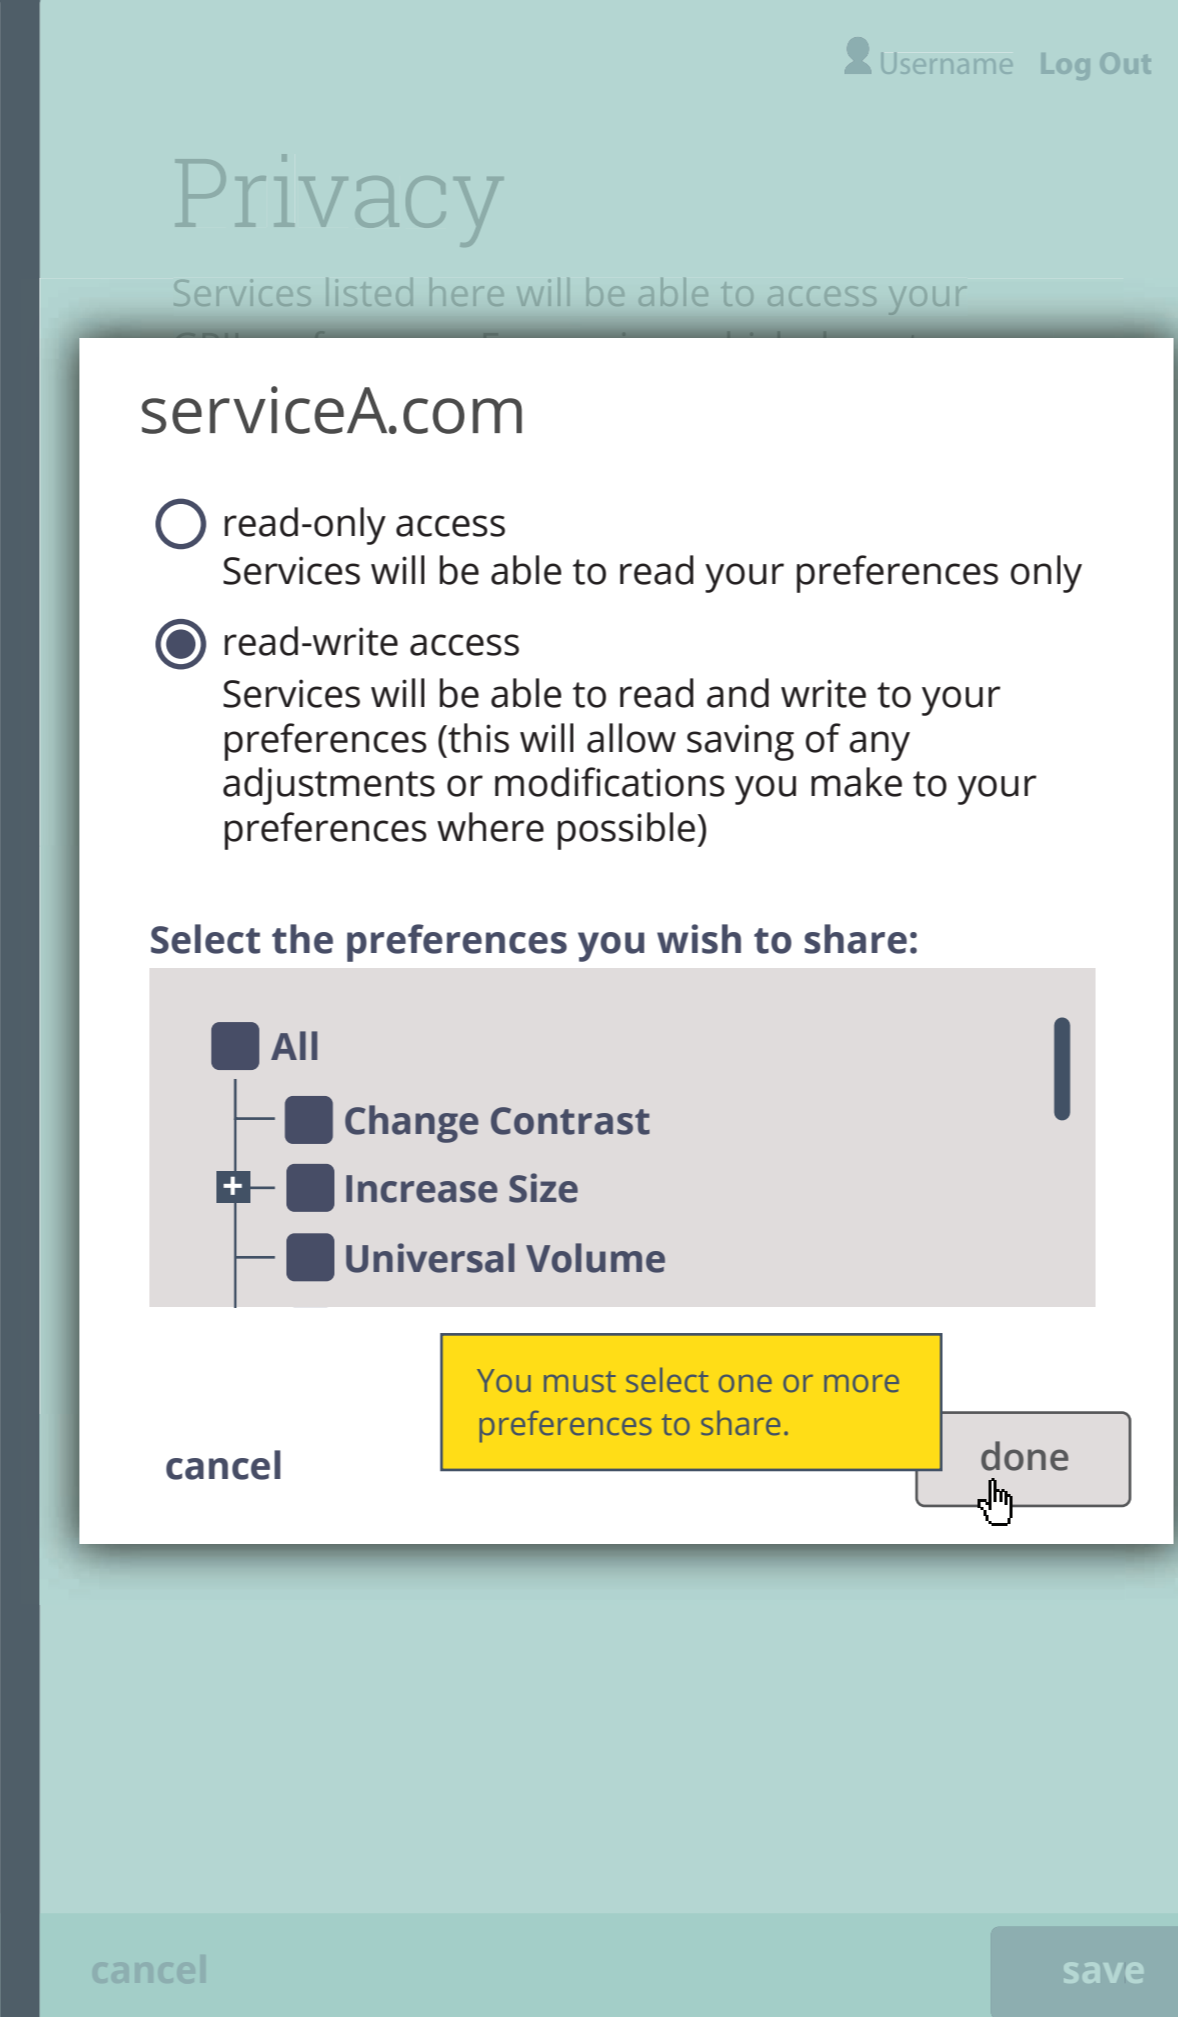 Username Log Out
Privacy
Services listed here will be able to access your
serviceA.com
read-only access
Services will be able to read your preferences only
read-write access
Services will be able to read and write to your
preferences (this will allow saving of any
adjustments or modifications you make to your
preferences where possible)
Select the preferences you wish to share:
All
Change Contrast
+ Increase Size
Universal Volume
You must select one or more
preferences to share.
cancel
done
cancel
save